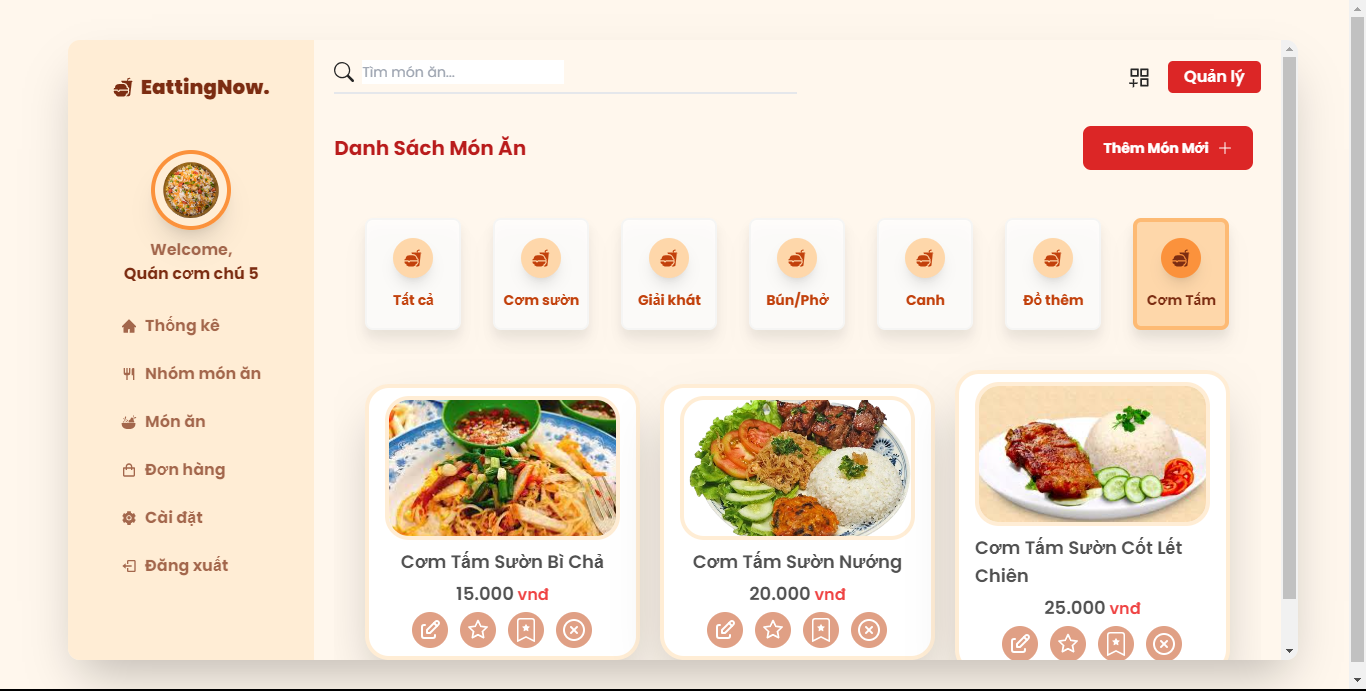 EattingNow.
Welcome,
Quán cơm chú 5
Thống kê
Nhóm món ăn
Món ăn
Đơn hàng
Cài đặt
Đăng xuất
Tìm món ăn...
Quản lý
Danh Sách Món Ăn
Thêm Món Mới +
Tất cả
Cơm sườn
Giải khát
Bún/Phở
Canh
Đồ thêm
Cơm Tấm
Cơm Tấm Sườn Bì Chả
15.000 vnđ
Cơm Tấm Sườn Nướng
20.000 vnđ
Cơm Tấm Sườn Cốt Lết
Chiên
25.000 vnđ